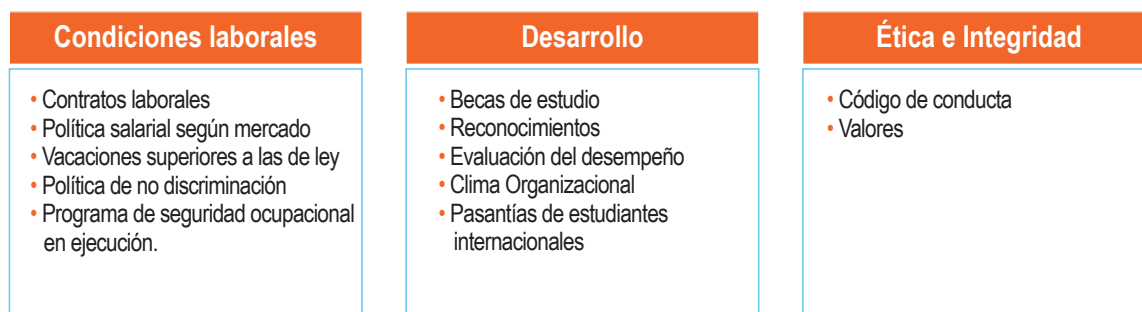 Condiciones laborales
• Contratos laborales
• Política salarial según mercado
• Vacaciones superiores a las de ley
• Política de no discriminación
• Programa de seguridad ocupacional
en ejecución.
Desarrollo
• Becas de estudio
• Reconocimientos
• Evaluación del desempeño
• Clima Organizacional
• Pasantías de estudiantes
internacionales
Ética e Integridad
• Código de conducta
• Valores